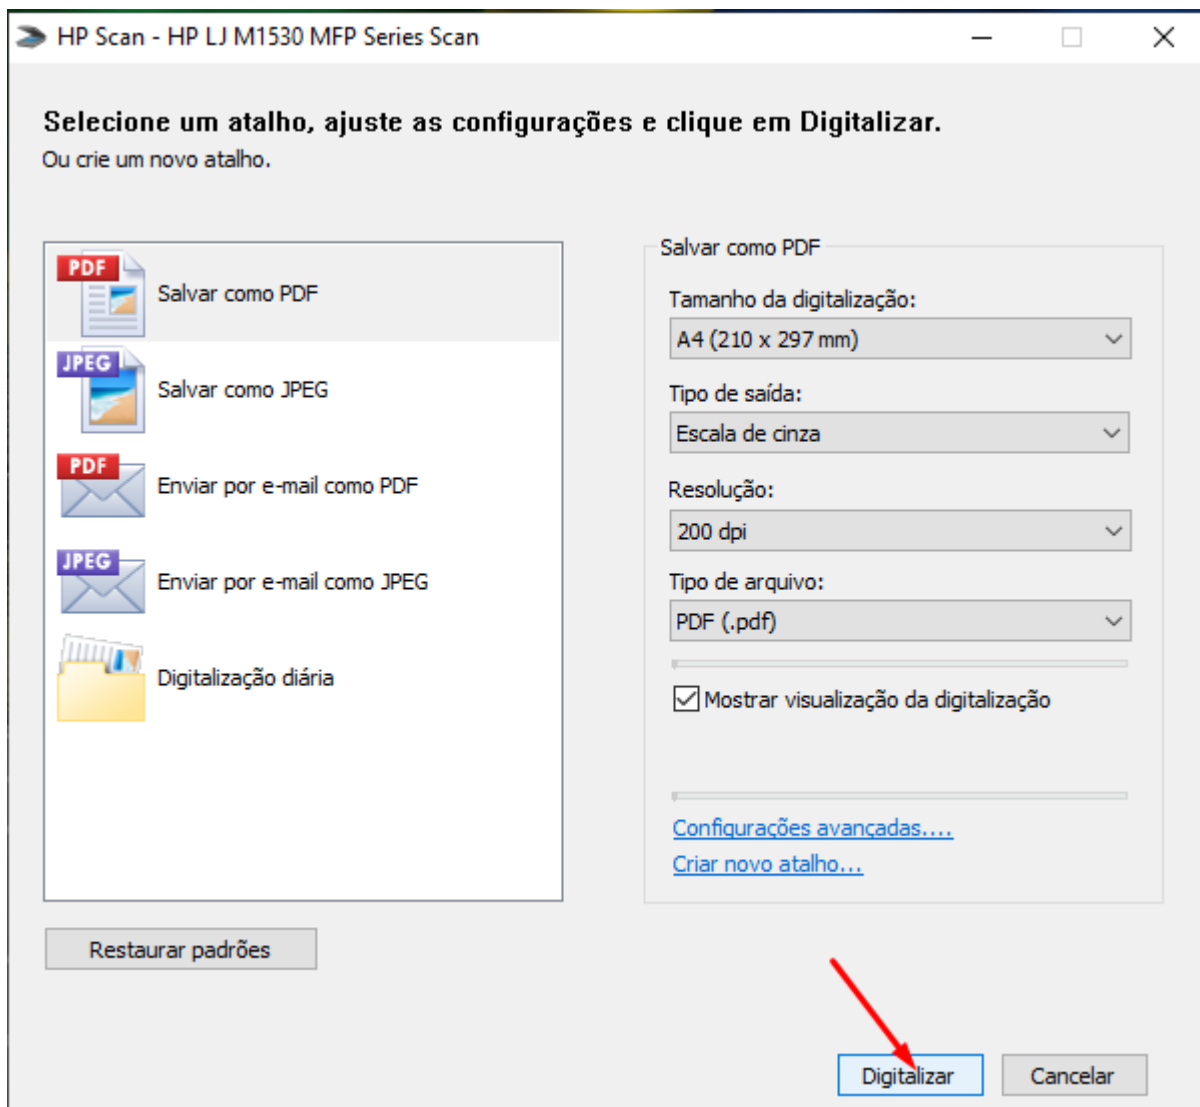 HP Scan - HP LJ M1530 MFP Series Scan
Selecione um atalho, ajuste as configurações e clique em Digitalizar.
Ou crie um novo atalho.
PDF
Salvar como PDF
JPEG
Salvar como JPEG
PDF
Enviar por e-mail como PDF
JPEG
Enviar por e-mail como JPEG
Digitalização diária
Restaurar padrões
Salvar como PDF
Tamanho da digitalização:
A4 (210 x 297 mm)
Tipo de saída:
Escala de cinza
Resolução:
200 dpi
Tipo de arquivo:
PDF (.pdf)
Mostrar visualização da digitalização
Configurações avançadas....
Criar novo atalho...
Digitalizar
Cancelar